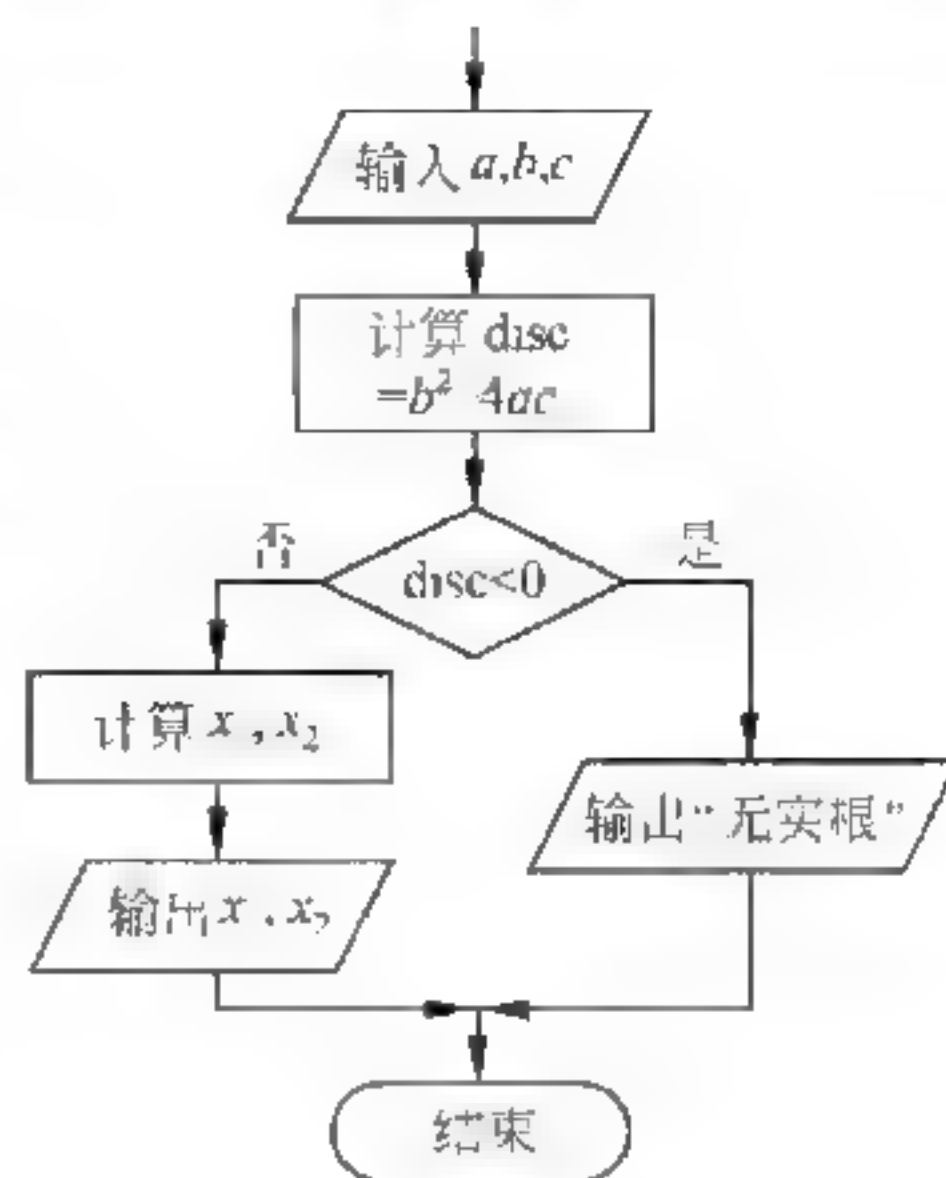 输入 a,b,c
计算 disc
=b² 4ac
disc<0
否
是
计算 x , x₂
输出“无实根”
输出 x , x₂
结束